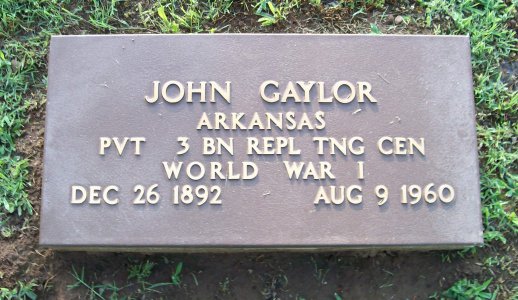 JOHN GAYLOR
ARKANSAS
PVT 3 BN REPL TNG CEN
WORLD WAR I
DEC 26 1892 AUG 9 1960